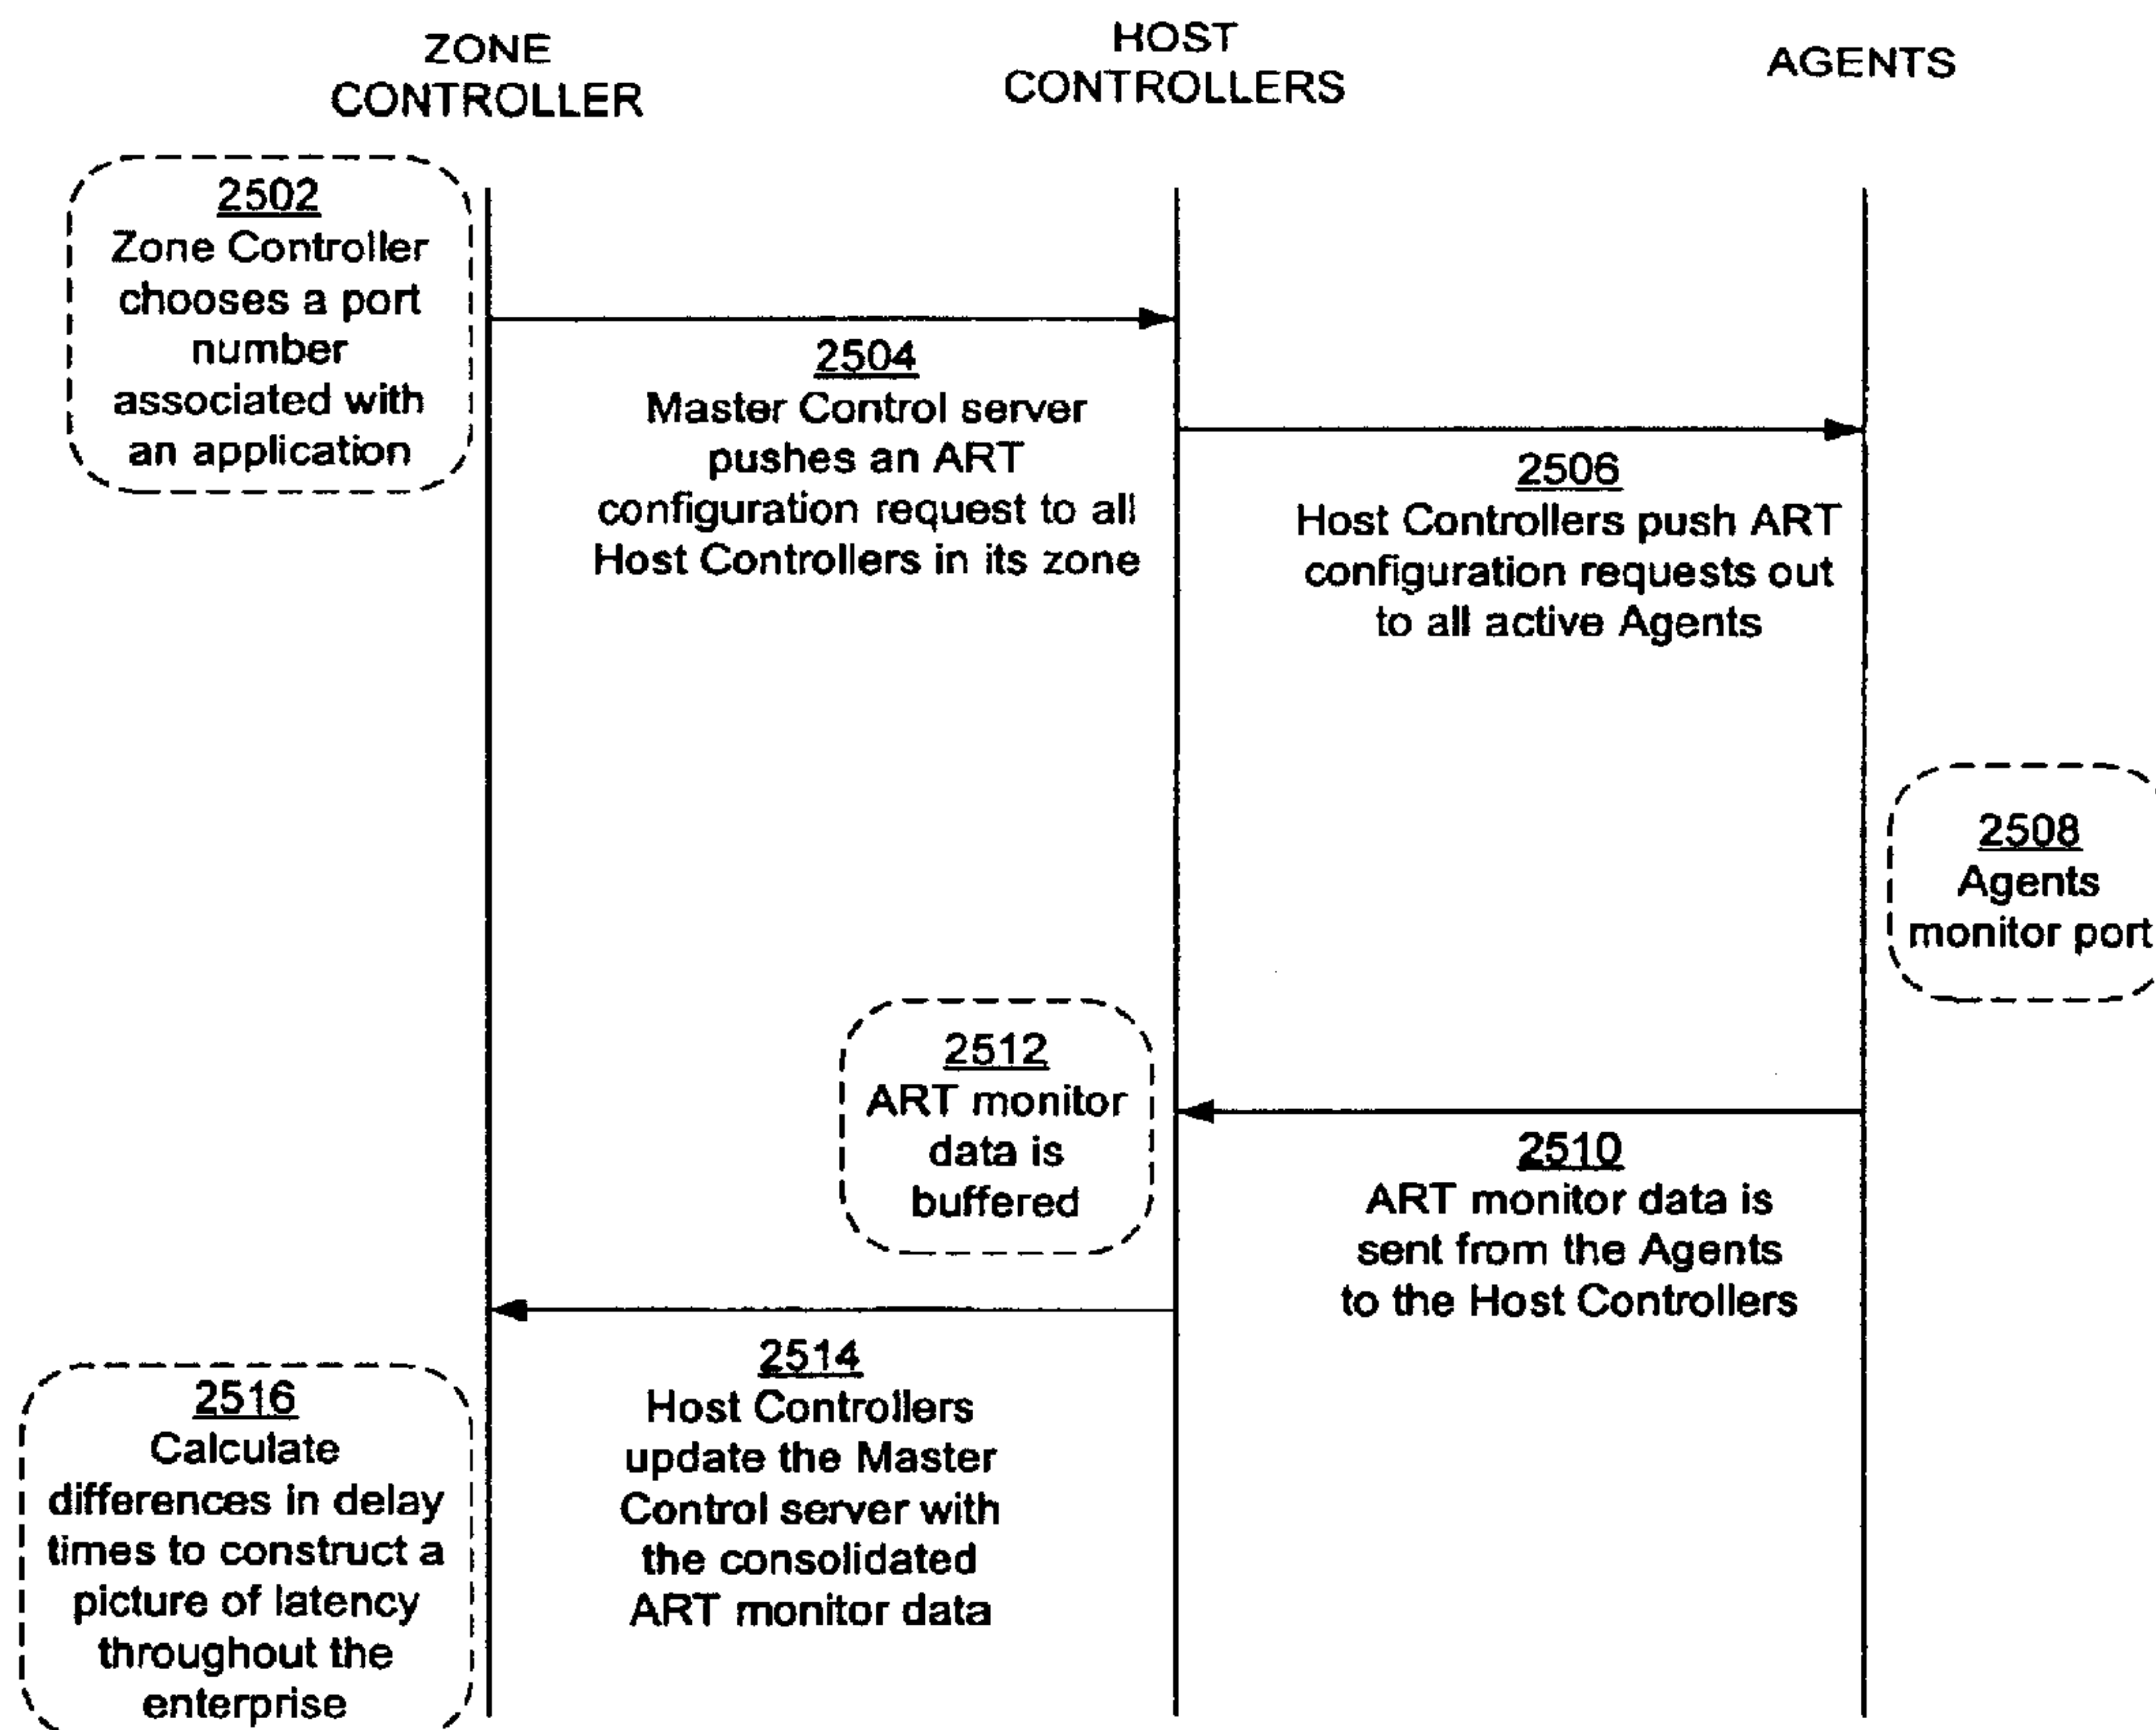 ZONE
CONTROLLER
HOST
CONTROLLERS
AGENTS
2502
Zone Controller
chooses a port
number
associated with
an application
2504
Master Control server
pushes an ART
configuration request to all
Host Controllers in its zone
2506
Host Controllers push ART
configuration requests out
to all active Agents
2508
Agents
monitor port
2512
ART monitor
data is
buffered
2510
ART monitor data is
sent from the Agents
to the Host Controllers
2514
Host Controllers
update the Master
Control server with
the consolidated
ART monitor data
2516
Calculate
differences in delay
times to construct a
picture of latency
throughout the
enterprise